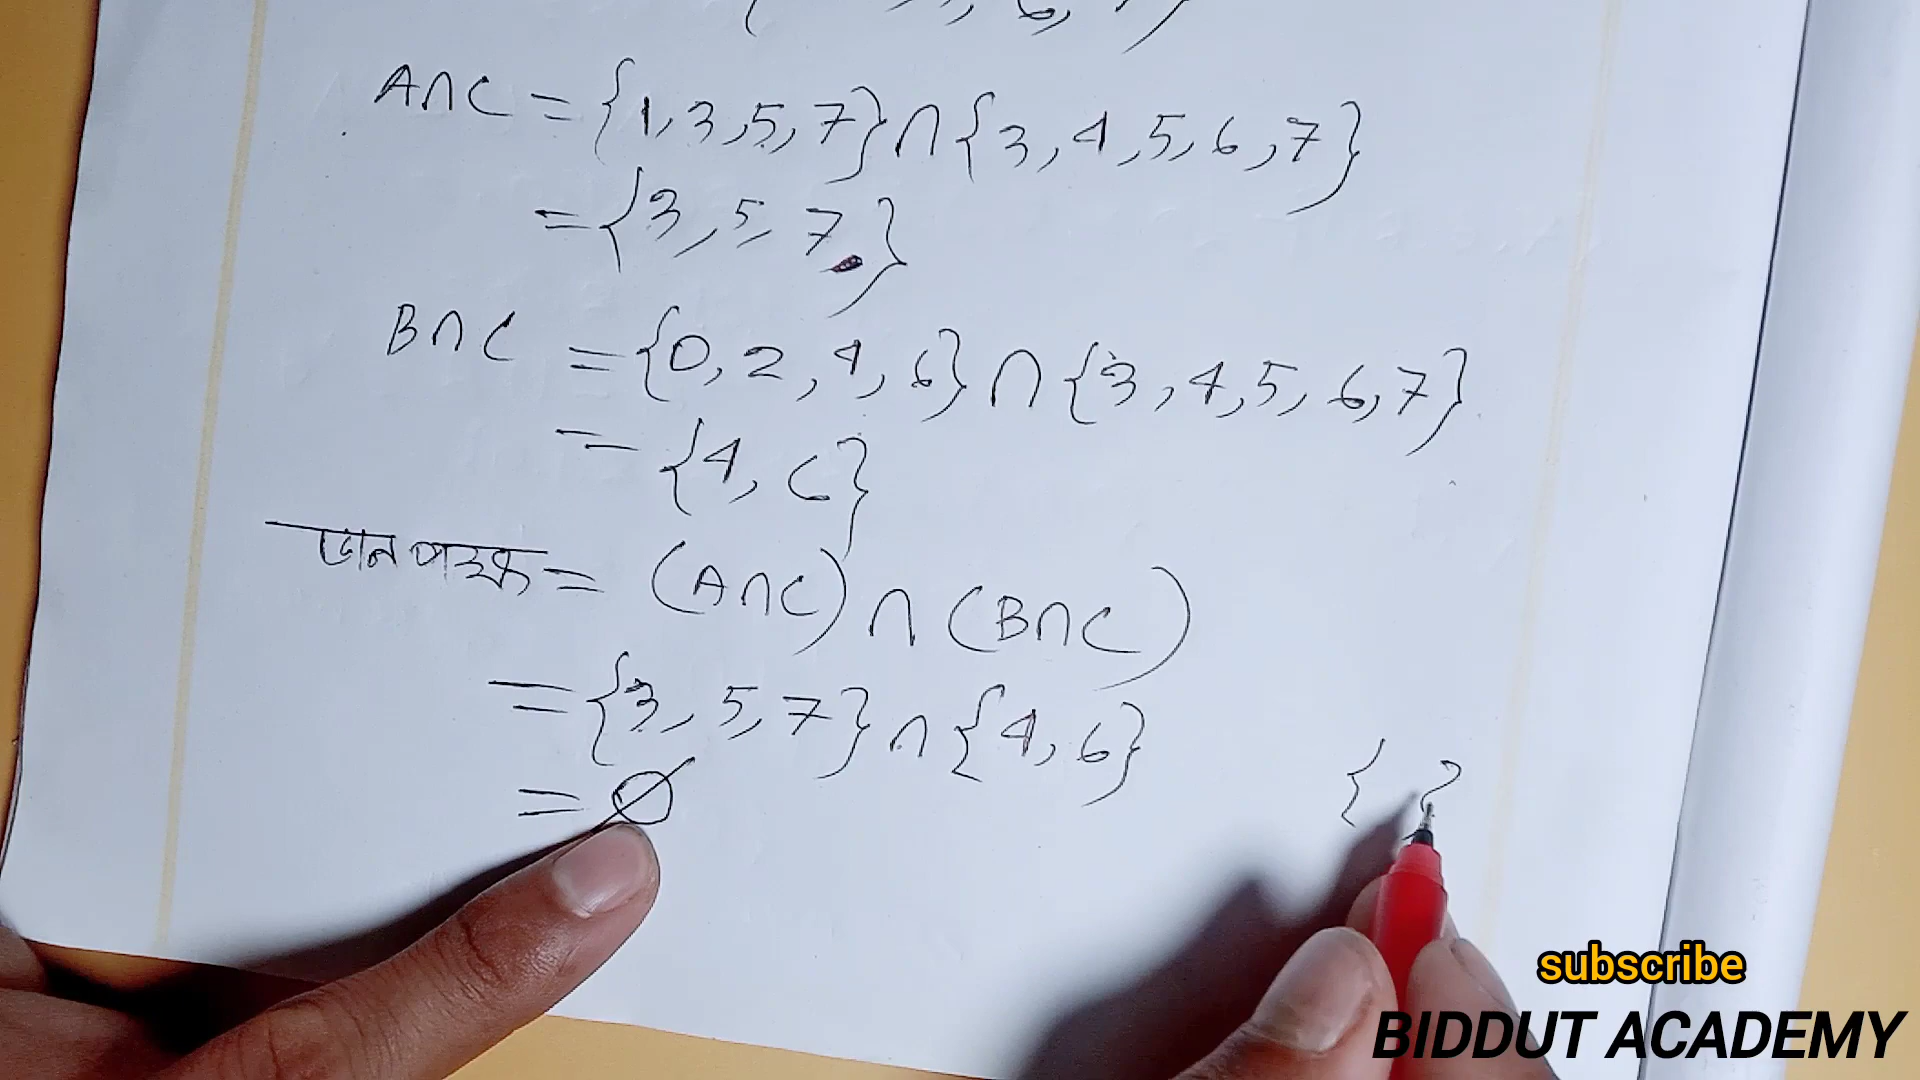 A∩C = {1,3,5,7}∩{3,4,5,6,7}
= {3,5,7}
B∩C = {0,2,4,6}∩{3,4,5,6,7}
= {4,6}
ডানপক্ষ = (A∩C)∩(B∩C)
= {3,5,7}∩{4,6}
= ∅
{ }
subscribe
BIDDUT ACADEMY